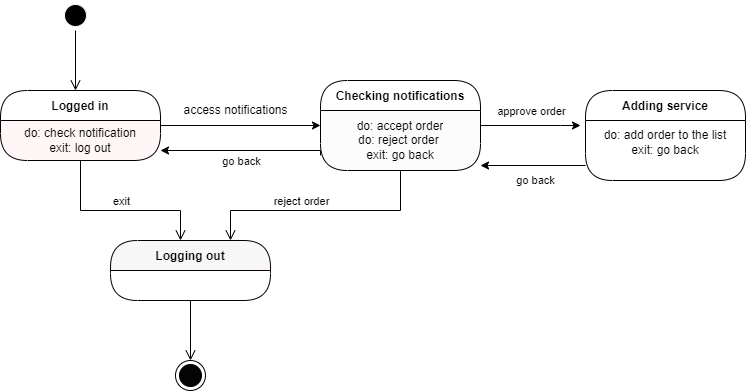 Logged in
do: check notification
exit: log out
access notifications
go back
Checking notifications
do: accept order
do: reject order
exit: go back
approve order
go back
Adding service
do: add order to the list
exit: go back
exit
reject order
Logging out